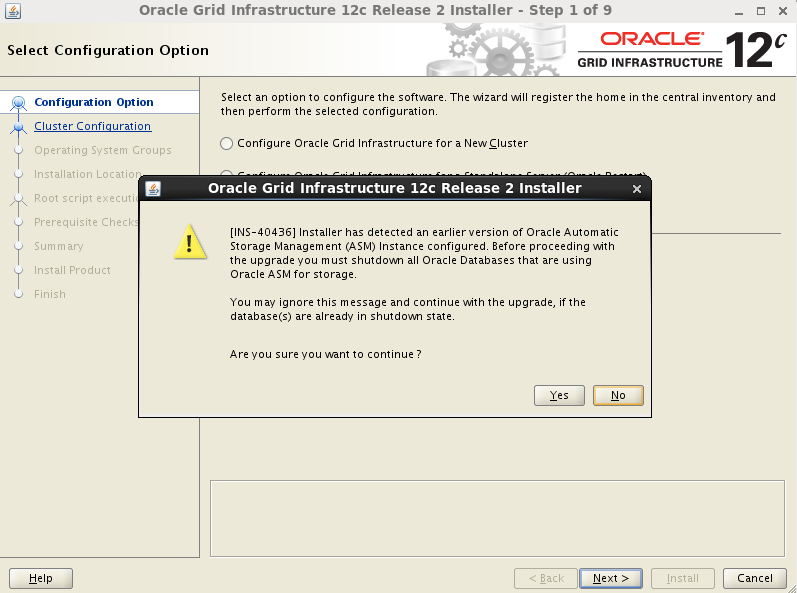 Oracle Grid Infrastructure 12c Release 2 Installer - Step 1 of 9
Select Configuration Option
ORACLE
GRID INFRASTRUCTURE
12c
Configuration Option
Cluster Configuration
Operating System Groups
Installation Location
Root script executio
Prerequisite Checks
Summary
Install Product
Finish
Select an option to configure the software. The wizard will register the home in the central inventory and
then perform the selected configuration.
Configure Oracle Grid Infrastructure for a New Cluster
Configure Oracle Grid Infrastructure for a Standalone Server (Oracle Restart)
Oracle Grid Infrastructure 12c Release 2 Installer
[INS-40436] Installer has detected an earlier version of Oracle Automatic
Storage Management (ASM) Instance configured. Before proceeding with
the upgrade you must shutdown all Oracle Databases that are using
Oracle ASM for storage.
You may ignore this message and continue with the upgrade, if the
database(s) are already in shutdown state.
Are you sure you want to continue?
Yes
No
Help
< Back
Next >
Install
Cancel